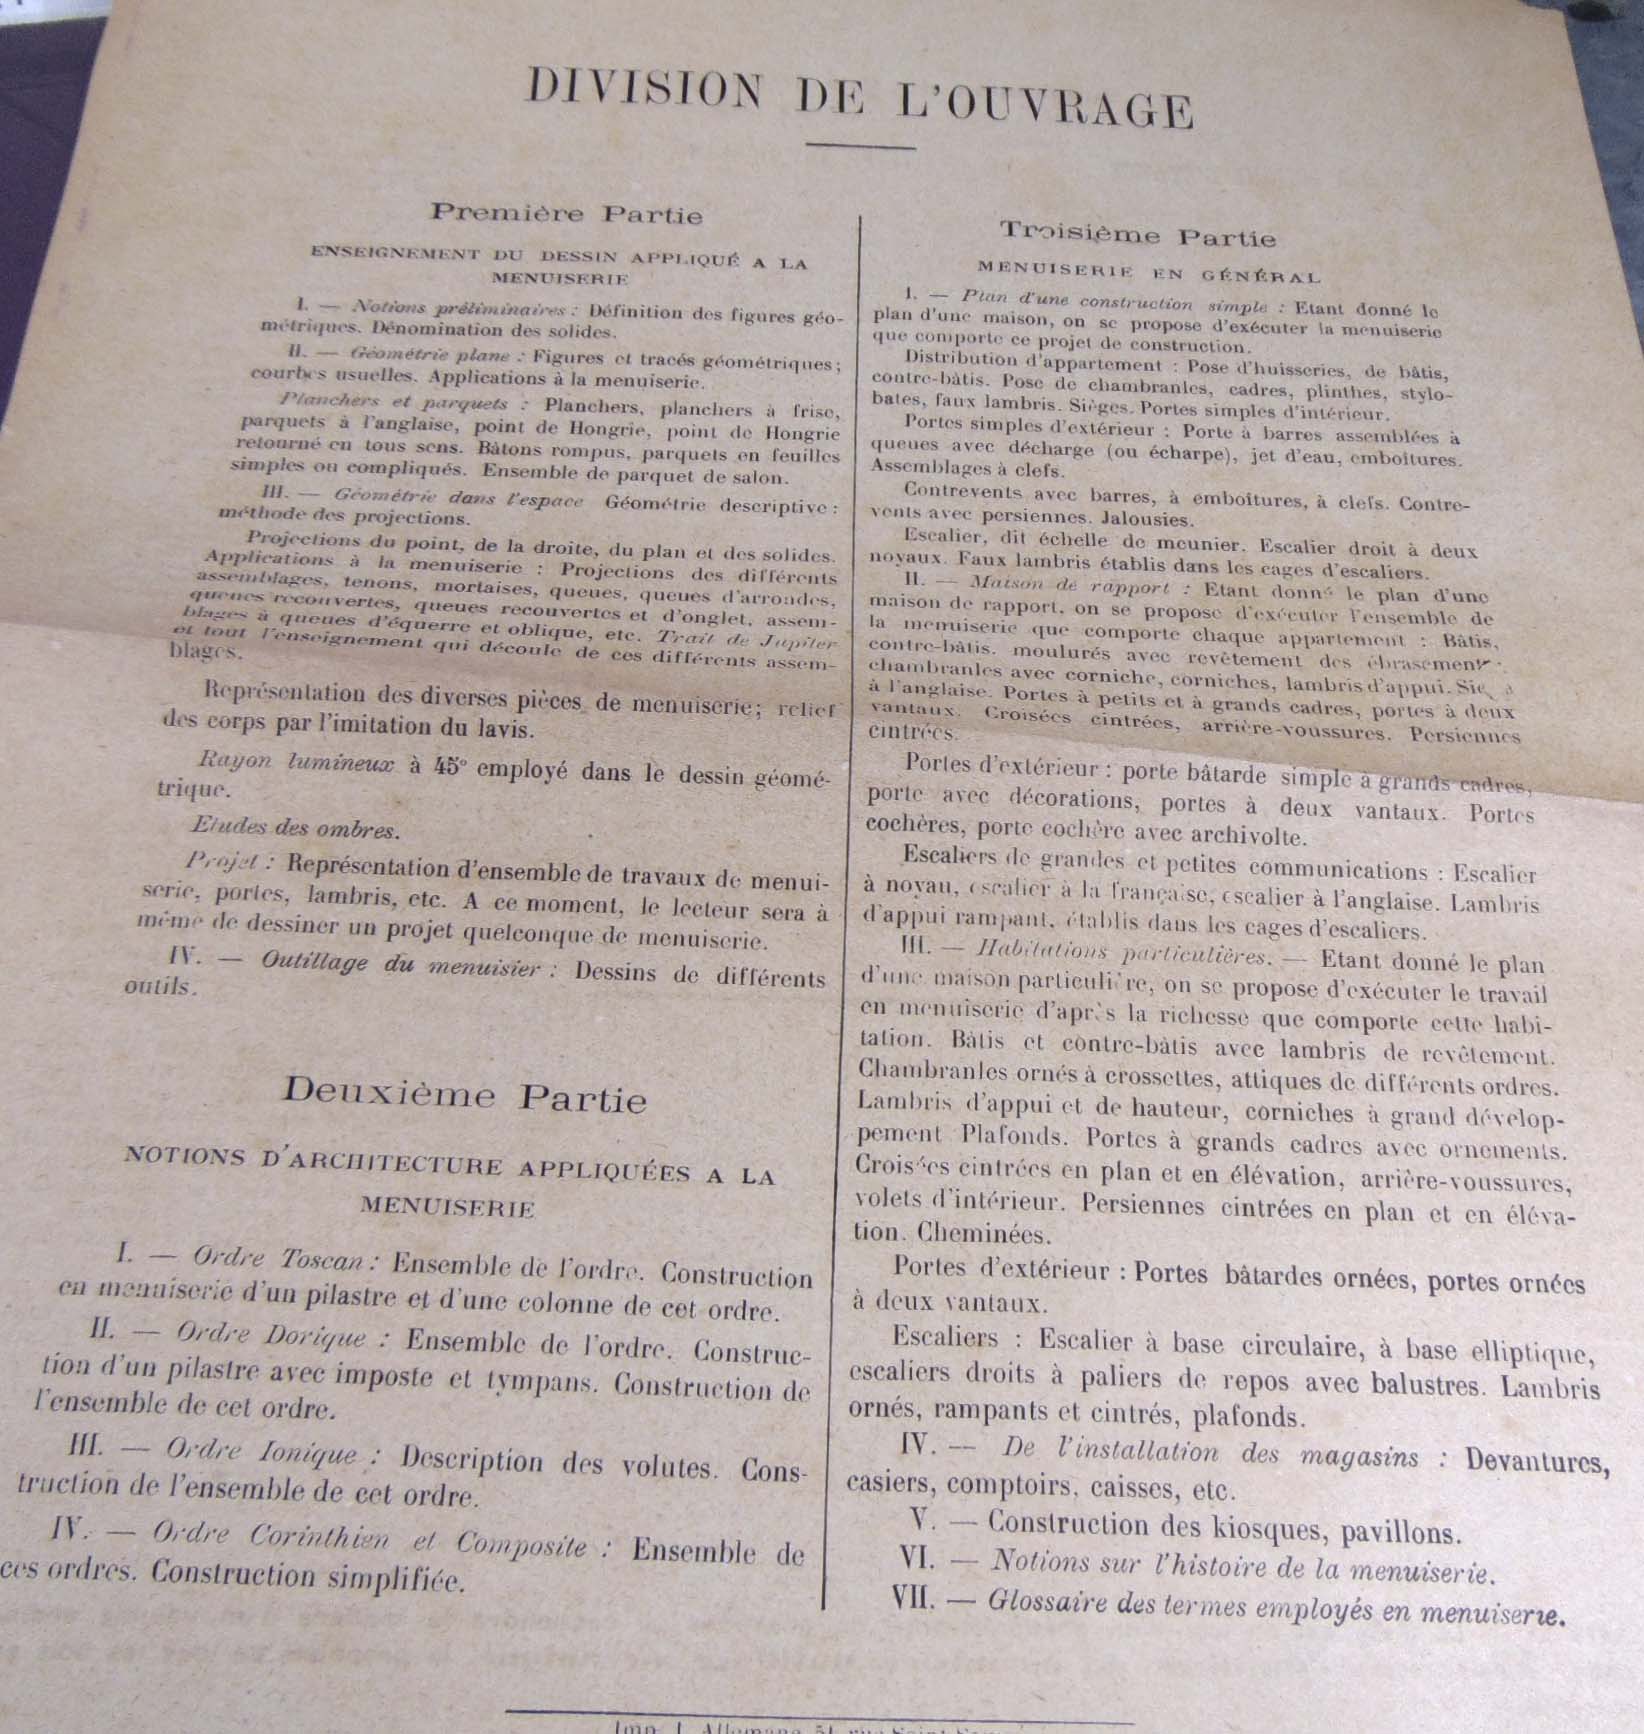 DIVISION DE L'OUVRAGE
Première Partie
ENSEIGNEMENT DU DESSIN APPLIQUÉ A LA
MENUISERIE
I. — Notions préliminaires : Définition des figures géo-
métriques. Dénomination des solides.
II. — Géométrie plane : Figures et tracés géométriques;
courbes usuelles. Applications à la menuiserie.
Planchers et parquets : Planchers, planchers à frise,
parquets à l'anglaise, point de Hongrie, point de Hongrie
retourné en tous sens. Bâtons rompus, parquets en feuilles
simples ou compliqués. Ensemble de parquet de salon.
III. — Géométrie dans l'espace Géométrie descriptive :
méthode des projections.
Projections du point, de la droite, du plan et des solides.
Applications à la menuiserie : Projections des différents
assemblages, tenons, mortaises, queues, queues d'arrondes,
queues recouvertes, queues recouvertes et d'onglet, assem-
blages à queues d'équerre et oblique, etc. Trait de Jupiter
et tout l'enseignement qui découle de ces différents assem-
blages.
Représentation des diverses pièces de menuiserie; relief
des corps par l'imitation du lavis.
Rayon lumineux à 45° employé dans le dessin géomé-
trique.
Etudes des ombres.
Projet : Représentation d'ensemble de travaux de menui-
serie, portes, lambris, etc. A ce moment, le lecteur sera à
même de dessiner un projet quelconque de menuiserie.
IV. — Outillage du menuisier : Dessins de différents
outils.
Deuxième Partie
NOTIONS D'ARCHITECTURE APPLIQUÉES A LA
MENUISERIE
I. — Ordre Toscan : Ensemble de l'ordre. Construction
en menuiserie d'un pilastre et d'une colonne de cet ordre.
II. — Ordre Dorique : Ensemble de l'ordre. Construc-
tion d'un pilastre avec imposte et tympans. Construction de
l'ensemble de cet ordre.
III. — Ordre Ionique : Description des volutes. Cons-
truction de l'ensemble de cet ordre.
IV. — Ordre Corinthien et Composite : Ensemble de
ces ordres. Construction simplifiée.
Troisième Partie
MENUISERIE EN GÉNÉRAL
I. — Plan d'une construction simple : Etant donné le
plan d'une maison, on se propose d'exécuter la menuiserie
que comporte ce projet de construction.
Distribution d'appartement : Pose d'huisseries, de bâtis,
contre-bâtis. Pose de chambranles, cadres, plinthes, stylo-
bates, faux lambris. Sièges. Portes simples d'intérieur.
Portes simples d'extérieur : Porte à barres assemblées à
queues avec décharge (ou écharpe), jet d'eau, emboîtures.
Assemblages à clefs.
Contrevents avec barres, à emboîtures, à clefs. Contre-
vents avec persiennes. Jalousies.
Escalier, dit échelle de meunier. Escalier droit à deux
noyaux. Faux lambris établis dans les cages d'escaliers.
II. — Maison de rapport : Etant donné le plan d'une
maison de rapport, on se propose d'exécuter l'ensemble de
la menuiserie que comporte chaque appartement : Bâtis,
contre-bâtis, moulurés avec revêtement des ébrasements
chambranles avec corniche, corniches, lambris d'appui.
à l'anglaise. Portes à petits et à grands cadres, portes à deux
vantaux. Croisées cintrées, arrière-voussures. Persiennes
cintrées.
Portes d'extérieur : porte bâtarde simple à grands cadres,
porte avec décorations, portes à deux vantaux. Portes
cochères, porte cochère avec archivolte.
Escaliers de grandes et petites communications : Escalier
à noyau, escalier à la française, escalier à l'anglaise. Lambris
d'appui rampant, établis dans les cages d'escaliers.
III. — Habitations particulières. — Etant donné le plan
d'une maison particulière, on se propose d'exécuter le travail
en menuiserie d'après la richesse que comporte cette habi-
tation. Bâtis et contre-bâtis avec lambris de revêtement.
Chambranles ornés à crossettes, attiques de différents ordres.
Lambris d'appui et de hauteur, corniches à grand dévelop-
pement Plafonds. Portes à grands cadres avec ornements.
Croisées cintrées en plan et en élévation, arrière-voussures,
volets d'intérieur. Persiennes cintrées en plan et en éléva-
tion. Cheminées.
Portes d'extérieur : Portes bâtardes ornées, portes ornées
à deux vantaux.
Escaliers : Escalier à base circulaire, à base elliptique,
escaliers droits à paliers de repos avec balustres. Lambris
ornés, rampants et cintrés, plafonds.
IV. — De l'installation des magasins : Devantures,
casiers, comptoirs, caisses, etc.
V. — Construction des kiosques, pavillons.
VI. — Notions sur l'histoire de la menuiserie.
VII. — Glossaire des termes employés en menuiserie.